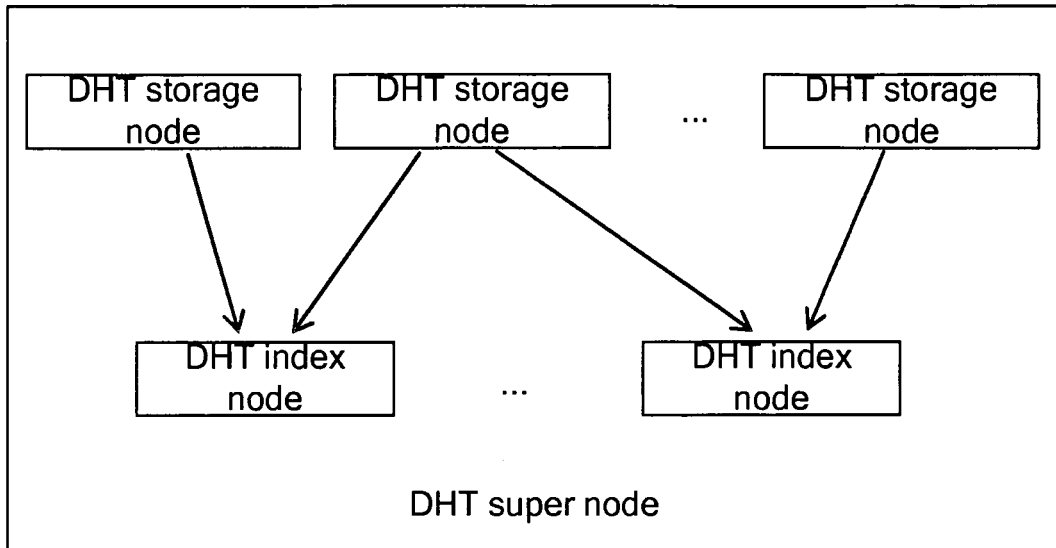 DHT storage
node
DHT storage
node
...
DHT storage
node
DHT index
node
...
DHT index
node
DHT super node